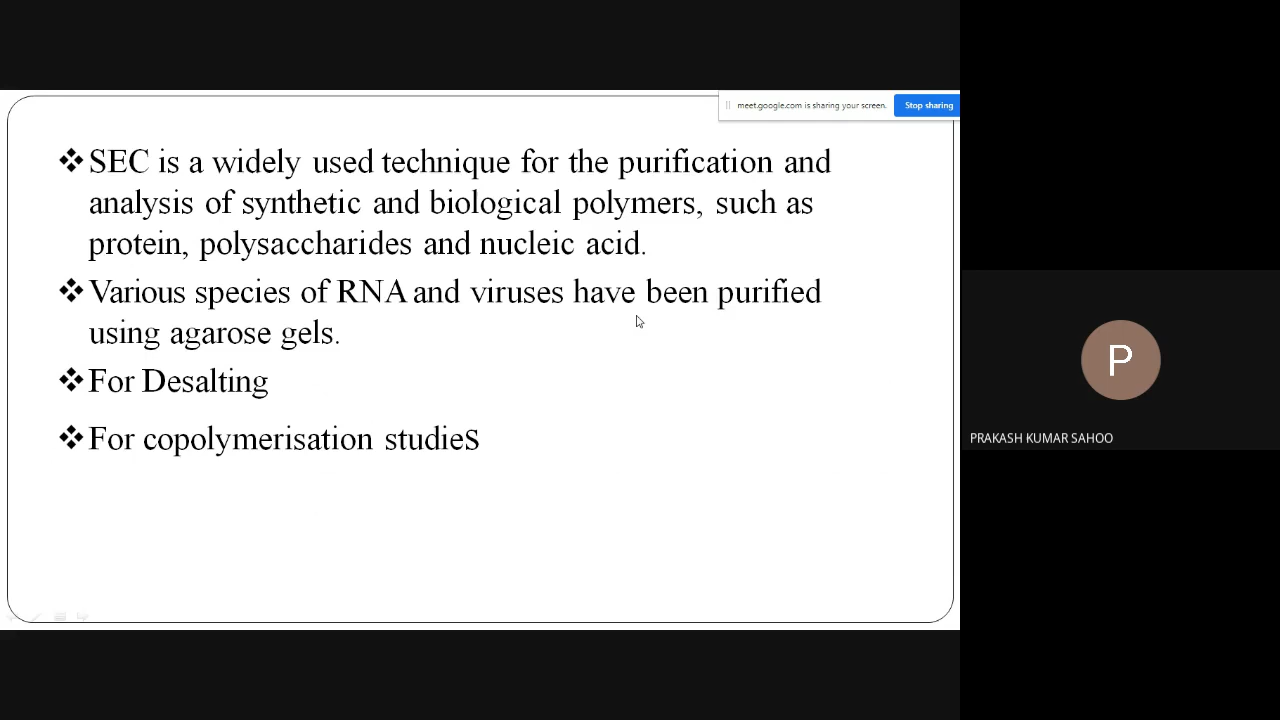 meet.google.com is sharing your screen.
Stop sharing
❖ SEC is a widely used technique for the purification and
analysis of synthetic and biological polymers, such as
protein, polysaccharides and nucleic acid.
❖ Various species of RNA and viruses have been purified
using agarose gels.
❖ For Desalting
❖ For copolymerisation studies
P
PRAKASH KUMAR SAHOO